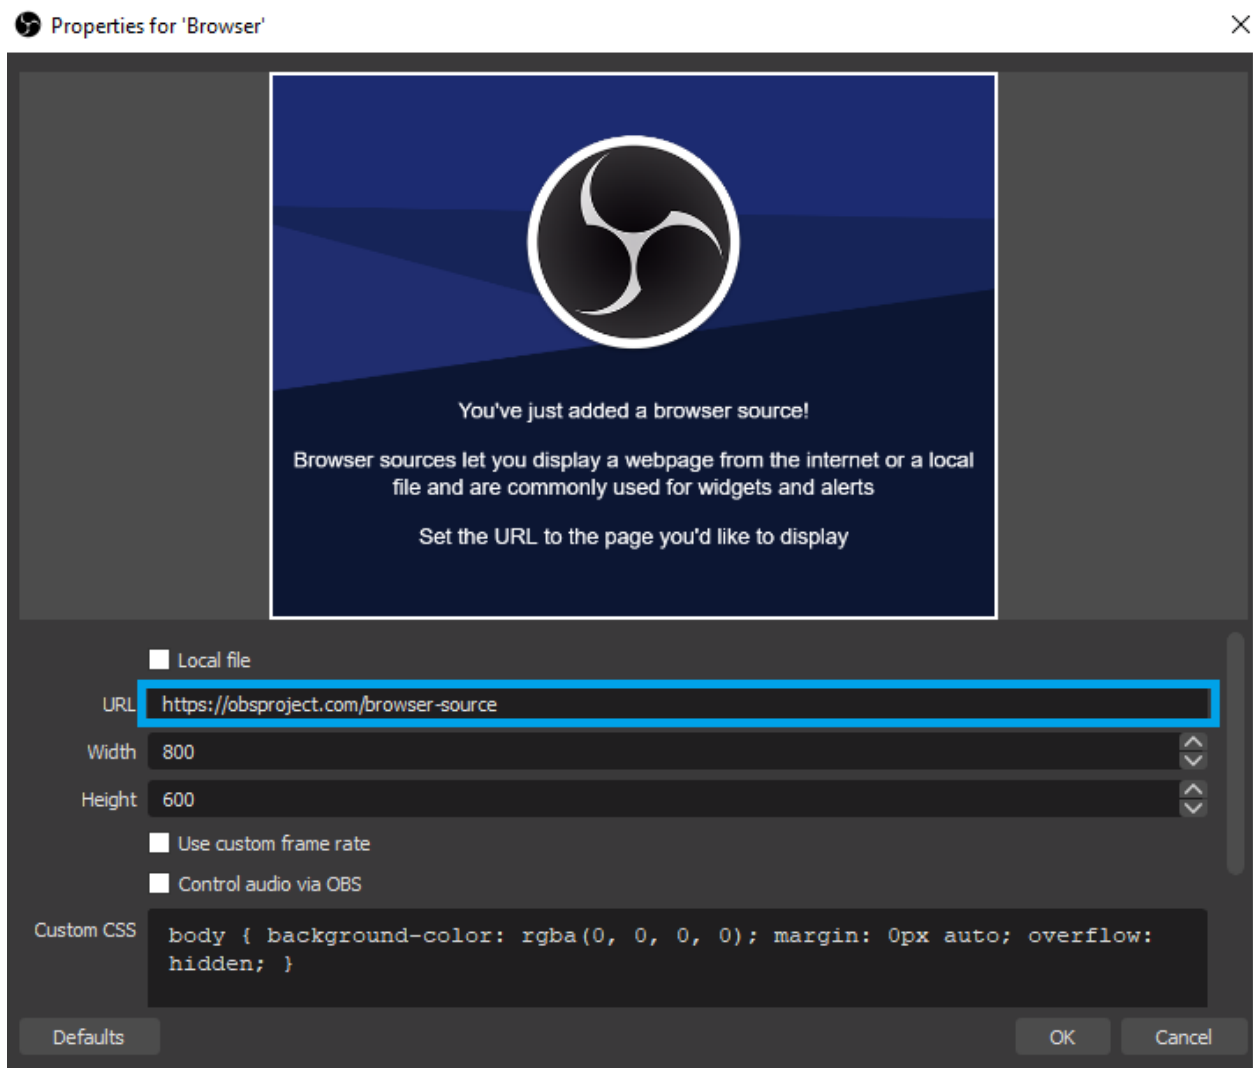 Properties for 'Browser'
You've just added a browser source!
Browser sources let you display a webpage from the internet or a local
file and are commonly used for widgets and alerts
Set the URL to the page you'd like to display
Local file
URL https://obsproject.com/browser-source
Width 800
Height 600
Use custom frame rate
Control audio via OBS
Custom CSS body { background-color: rgba(0, 0, 0, 0); margin: 0px auto; overflow:
hidden; }
Defaults OK Cancel